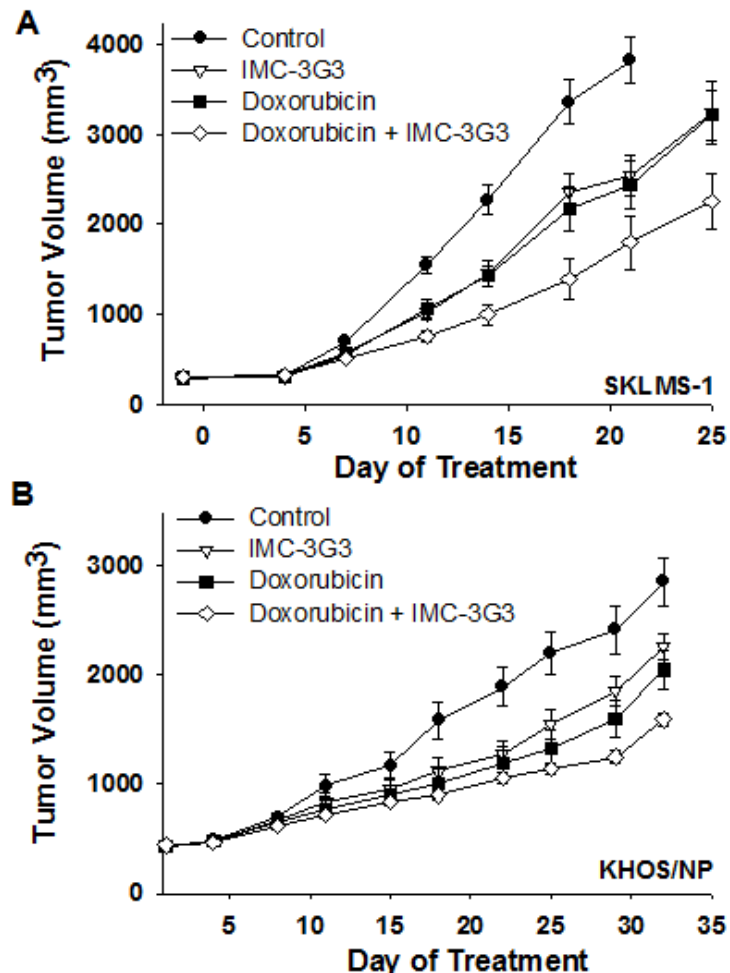 A
Control
IMC-3G3
Doxorubicin
Doxorubicin + IMC-3G3
Tumor Volume (mm3)
4000
3000
2000
1000
0
SKLMS-1
0 5 10 15 20 25
Day of Treatment
B
Control
IMC-3G3
Doxorubicin
Doxorubicin + IMC-3G3
Tumor Volume (mm3)
3000
2000
1000
0
KHOS/NP
5 10 15 20 25 30 35
Day of Treatment